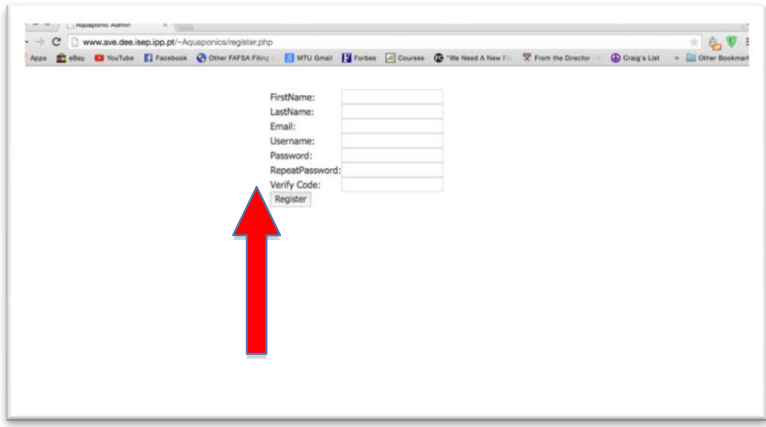 Aquaponic Admin
www.ave.dee.isep.ipp.pt/~Aquaponics/register.php
Apps eBay YouTube Facebook Other FAFSA Filing MTU Gmail Forbes Courses "We Need A New From the Director - Craig's List » Other Bookmark
FirstName:
LastName:
Email:
Username:
Password:
RepeatPassword:
Verify Code:
Register